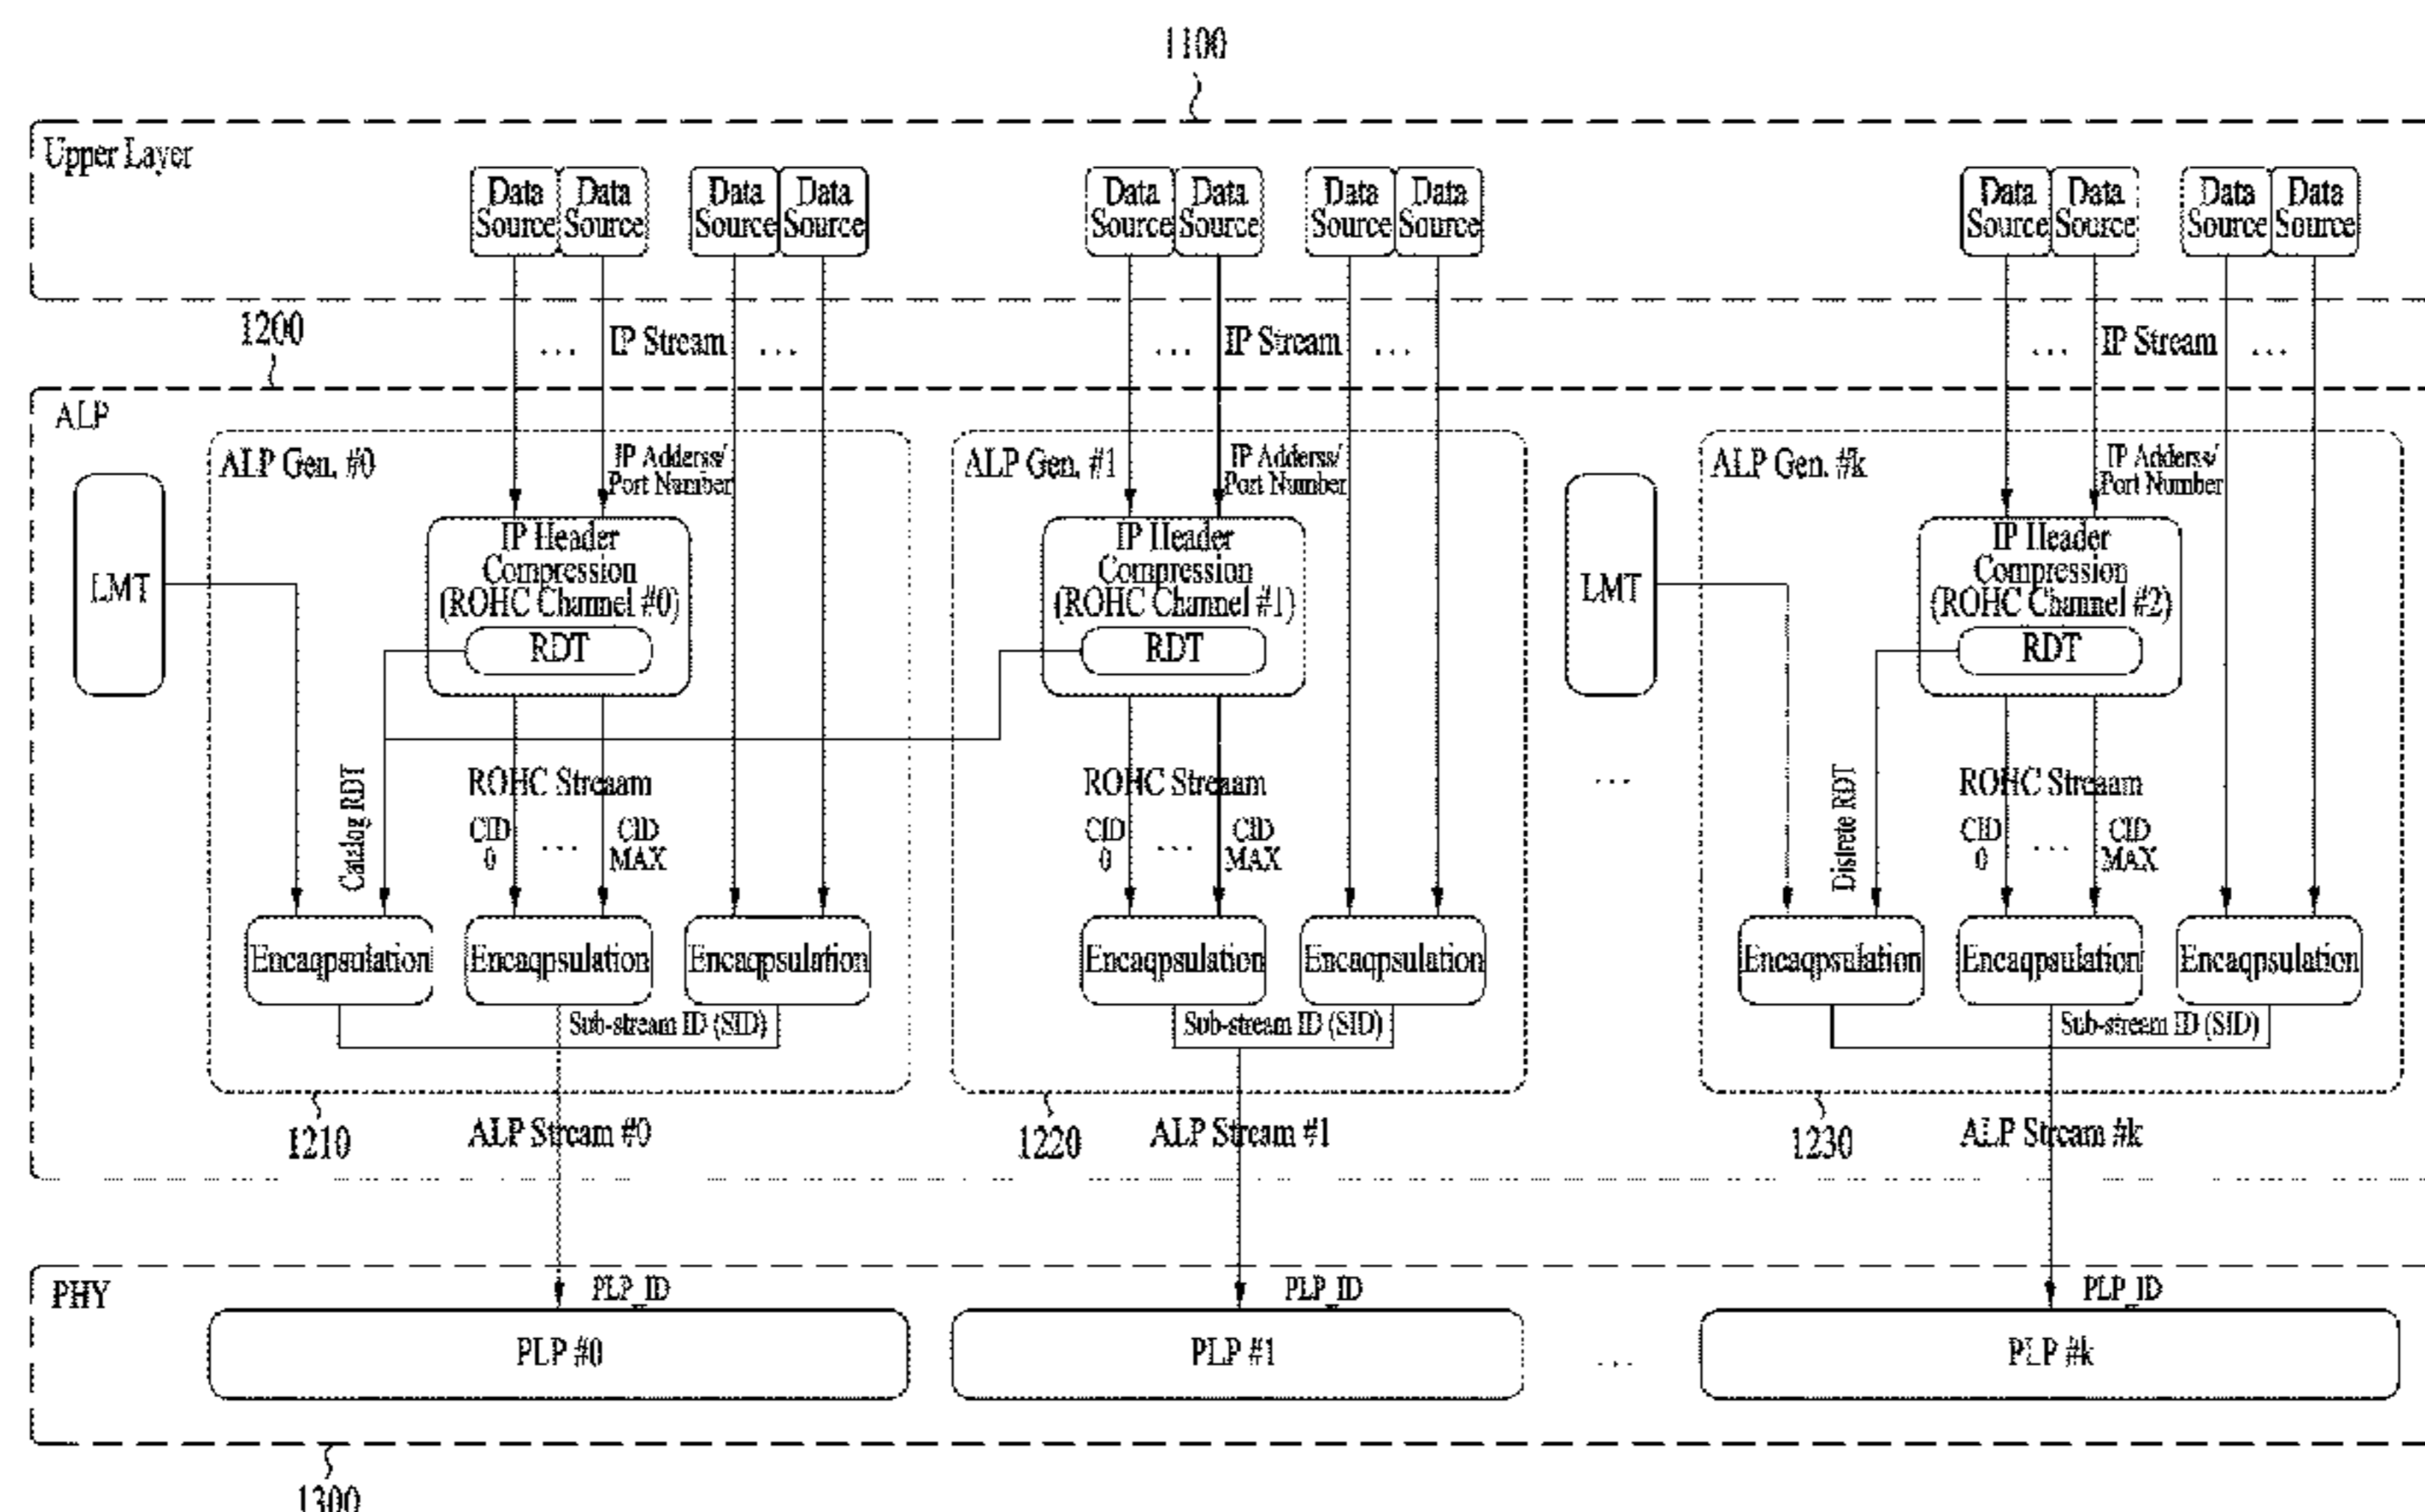 1100
Upper Layer
Data Source
Data Source
Data Source
Data Source
Data Source
Data Source
Data Source
Data Source
Data Source
Data Source
Data Source
Data Source
1200
... IP Stream ...
... IP Stream ...
... IP Stream ...
ALP
LMT
ALP Gen. #0
IP Adderss/
Port Number
IP Header
Compression
(ROHC Channel #0)
RDT
Catalog RDT
ROHC Streaam
CID
0
...
CID
MAX
Encaqpsulation
Encaqpsulation
Encaqpsulation
Sub-stream ID (SID)
1210
ALP Stream #0
ALP Gen. #1
IP Adderss/
Port Number
IP Header
Compression
(ROHC Channel #1)
RDT
ROHC Streaam
CID
0
...
CID
MAX
Encaqpsulation
Encaqpsulation
Sub-stream ID (SID)
1220
ALP Stream #1
LMT
...
ALP Gen. #k
IP Adderss/
Port Number
IP Header
Compression
(ROHC Channel #2)
RDT
Disfrete RDT
ROHC Streaam
CID
0
...
CID
MAX
Encaqpsulation
Encaqpsulation
Encaqpsulation
Sub-stream ID (SID)
1230
ALP Stream #k
PHY
PLP_ID
PLP #0
PLP_ID
PLP #1
...
PLP_ID
PLP #k
1300